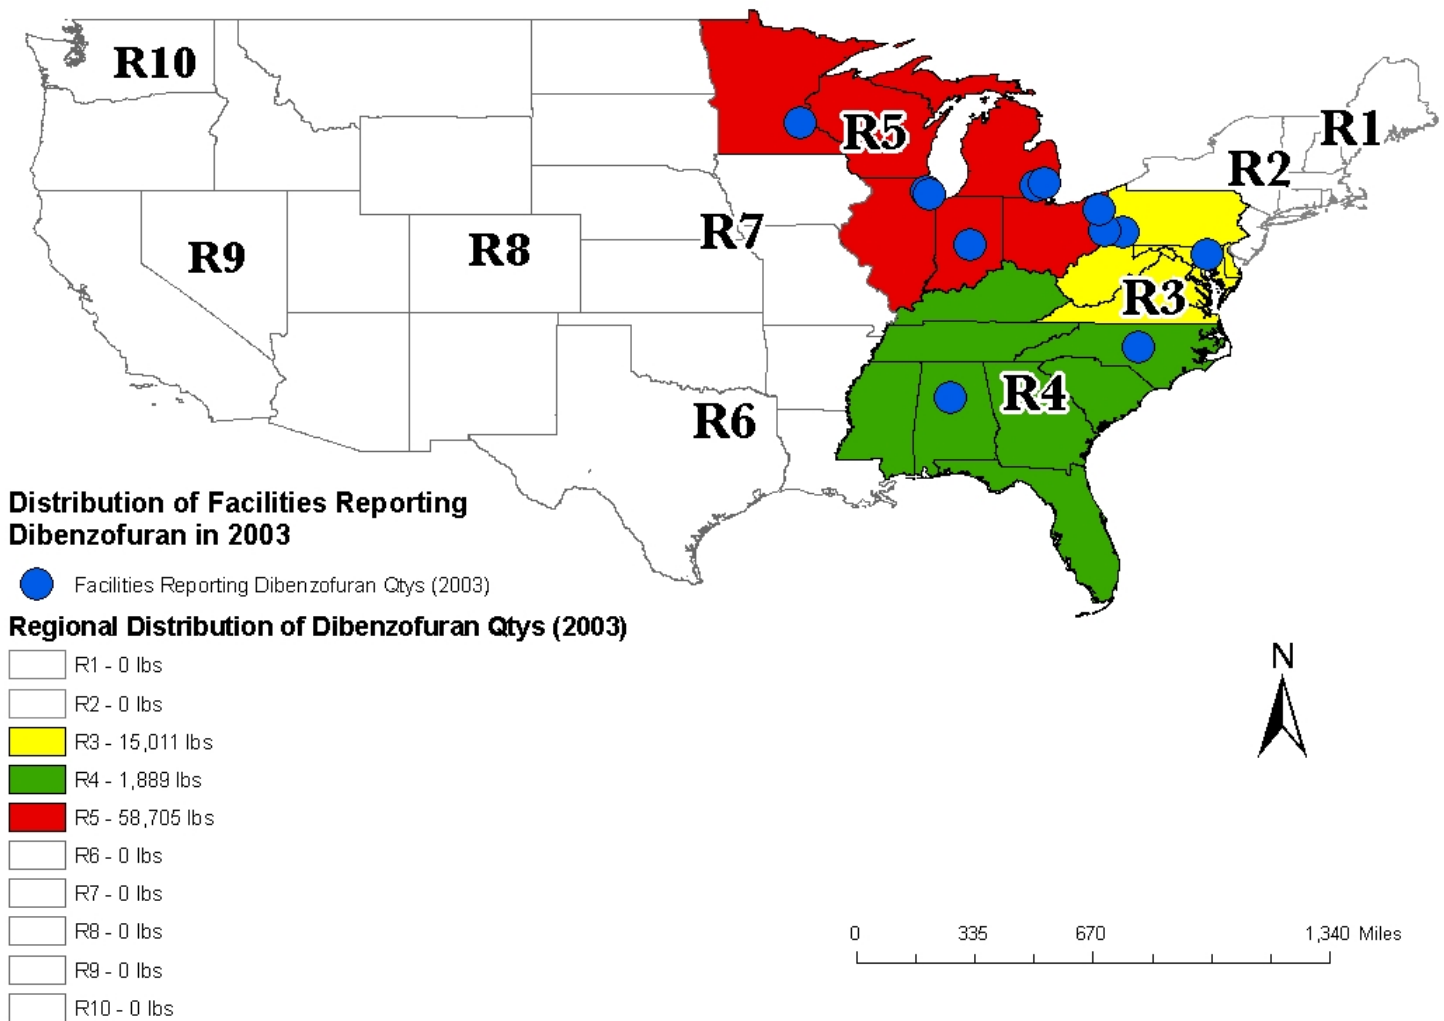 R10
R5
R1
R2
R7
R8
R9
R3
R4
R6
Distribution of Facilities Reporting
Dibenzofuran in 2003
Facilities Reporting Dibenzofuran Qtys (2003)
Regional Distribution of Dibenzofuran Qtys (2003)
R1 - 0 lbs
R2 - 0 lbs
R3 - 15,011 lbs
R4 - 1,889 lbs
R5 - 58,705 lbs
R6 - 0 lbs
R7 - 0 lbs
R8 - 0 lbs
R9 - 0 lbs
R10 - 0 lbs
N
0 335 670 1,340 Miles